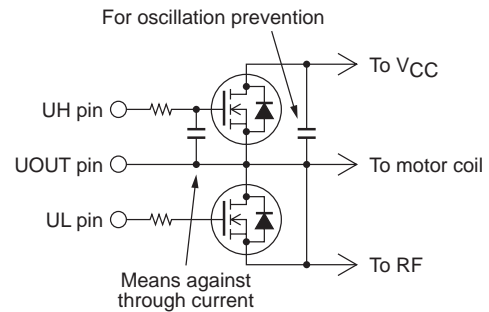 For oscillation prevention
To VCC
UH pin
UOUT pin
To motor coil
UL pin
To RF
Means against
through current